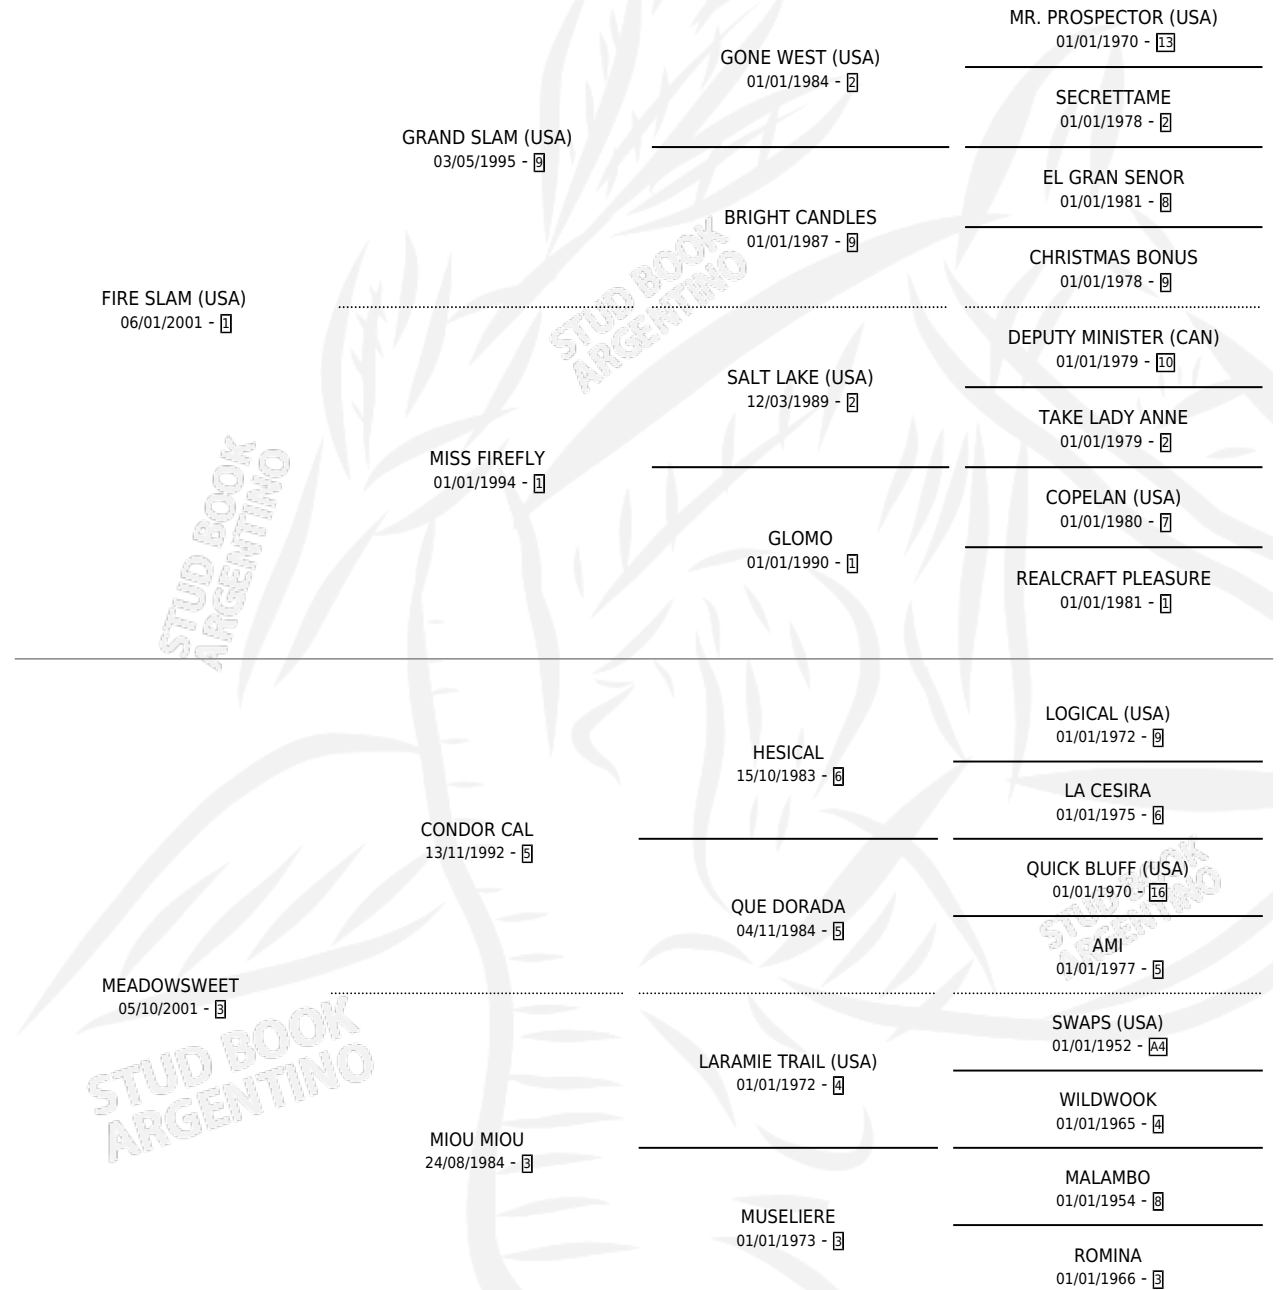 MR. PROSPECTOR (USA)
01/01/1970 - 13
GONE WEST (USA)
01/01/1984 - 2
SECRETTAME
01/01/1978 - 2
GRAND SLAM (USA)
03/05/1995 - 9
EL GRAN SENOR
01/01/1981 - 8
BRIGHT CANDLES
01/01/1987 - 9
CHRISTMAS BONUS
01/01/1978 - 9
FIRE SLAM (USA)
06/01/2001 - 1
STUD BOOK
ARGENTINO
DEPUTY MINISTER (CAN)
01/01/1979 - 10
SALT LAKE (USA)
12/03/1989 - 2
TAKE LADY ANNE
01/01/1979 - 2
MISS FIREFLY
01/01/1994 - 1
COPELAN (USA)
01/01/1980 - 7
GLOMO
01/01/1990 - 1
REALCRAFT PLEASURE
01/01/1981 - 1
STUD BOOK
ARGENTINO
LOGICAL (USA)
01/01/1972 - 9
HESICAL
15/10/1983 - 6
LA CESIRA
01/01/1975 - 6
CONDOR CAL
13/11/1992 - 5
QUICK BLUFF (USA)
01/01/1970 - 16
QUE DORADA
04/11/1984 - 5
AMI
01/01/1977 - 5
STUD BOOK
ARGENTINO
MEADOWSWEET
05/10/2001 - 3
SWAPS (USA)
01/01/1952 - A4
LARAMIE TRAIL (USA)
01/01/1972 - 4
WILDWOOK
01/01/1965 - 4
STUD BOOK
ARGENTINO
MIOU MIOU
24/08/1984 - 3
MALAMBO
01/01/1954 - 8
MUSELIERE
01/01/1973 - 3
ROMINA
01/01/1966 - 3